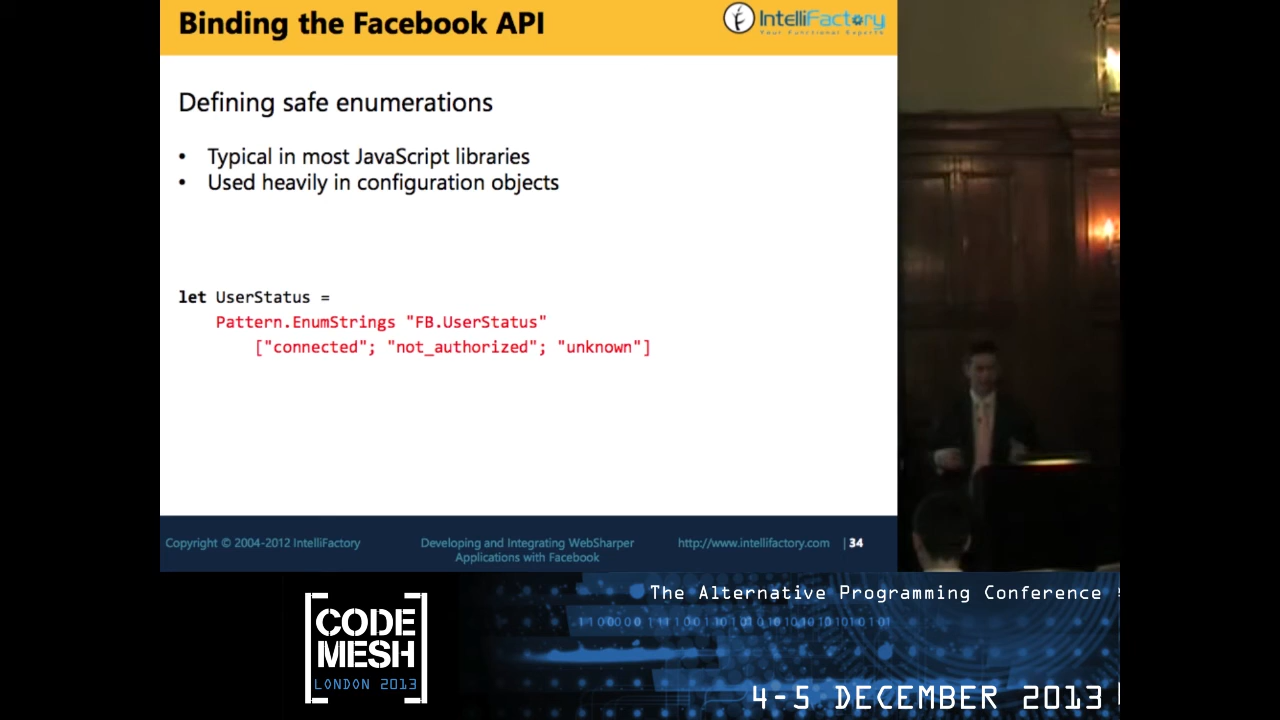 Binding the Facebook API
IntelliFactory
Your Functional Experts
Defining safe enumerations
• Typical in most JavaScript libraries
• Used heavily in configuration objects
let UserStatus =
Pattern.EnumStrings "FB.UserStatus"
["connected"; "not_authorized"; "unknown"]
Copyright © 2004-2012 IntelliFactory
Developing and Integrating WebSharper
Applications with Facebook
http://www.intellifactory.com | 34
The Alternative Programming Conference
CODE
MESH
LONDON 2013
4-5 DECEMBER 2013